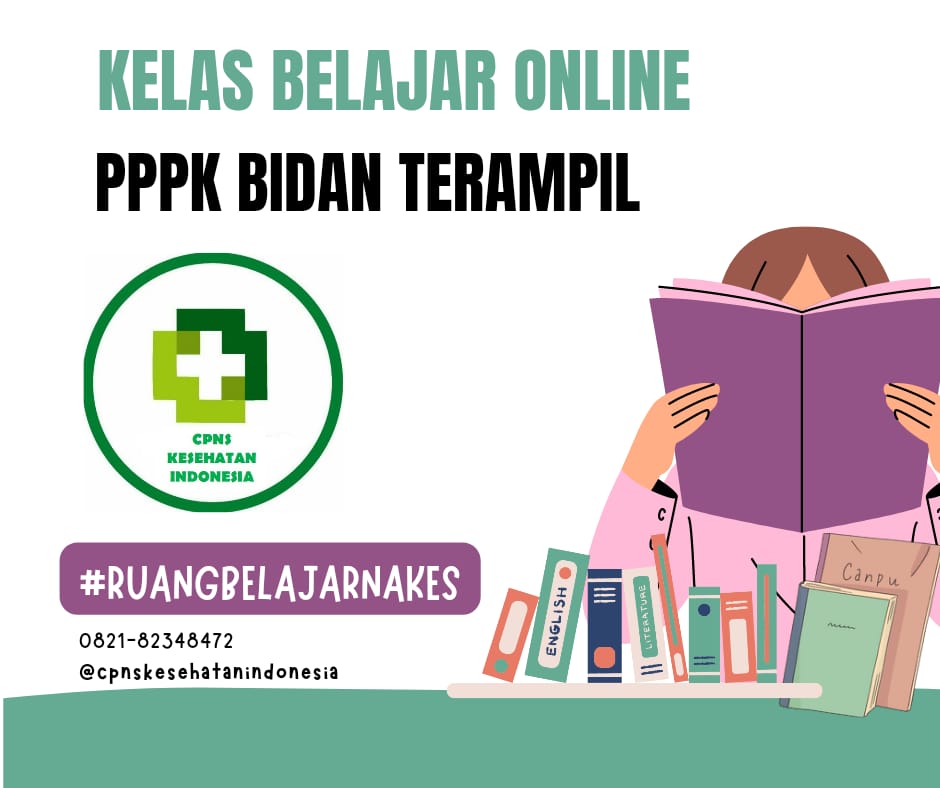 KELAS BELAJAR ONLINE
PPPK BIDAN TERAMPIL
CPNS
KESEHATAN
INDONESIA
#RUANGBELAJARNAKES
0821-82348472
@cpnskesehatanindonesia
ENGLISH
LITERATURE
Canpu